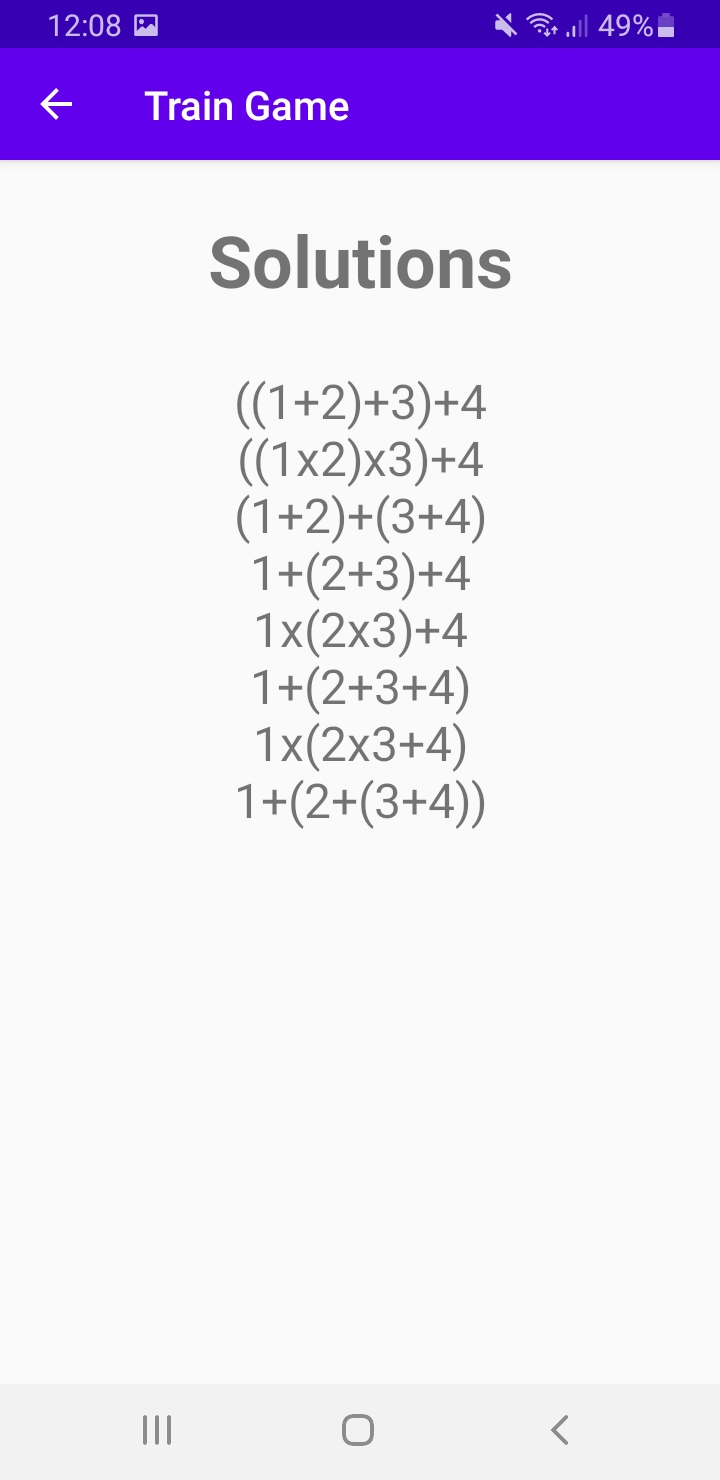 12:08 49%
Train Game
Solutions
((1+2)+3)+4
((1x2)x3)+4
(1+2)+(3+4)
1+(2+3)+4
1x(2x3)+4
1+(2+3+4)
1x(2x3+4)
1+(2+(3+4))